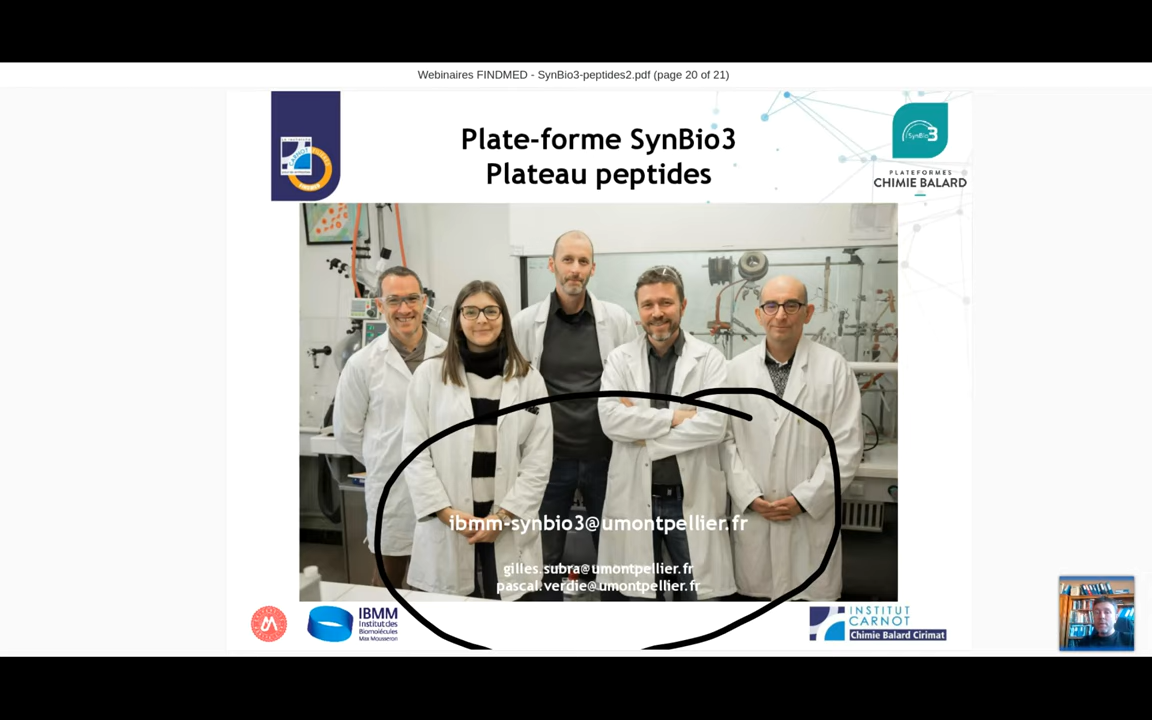 Webinaires FINDMED - SynBio3-peptides2.pdf (page 20 of 21)
Plate-forme SynBio3
Plateau peptides
CARNOT
SynBio3
PLATEFORMES
CHIMIE BALARD
ibmm-synbio3@umontpellier.fr
gilles.subra@umontpellier.fr
pascal.verdie@umontpellier.fr
IBMM
Institut des
Biomolécules
Max Mousseron
INSTITUT
CARNOT
Chimie Balard Cirimat